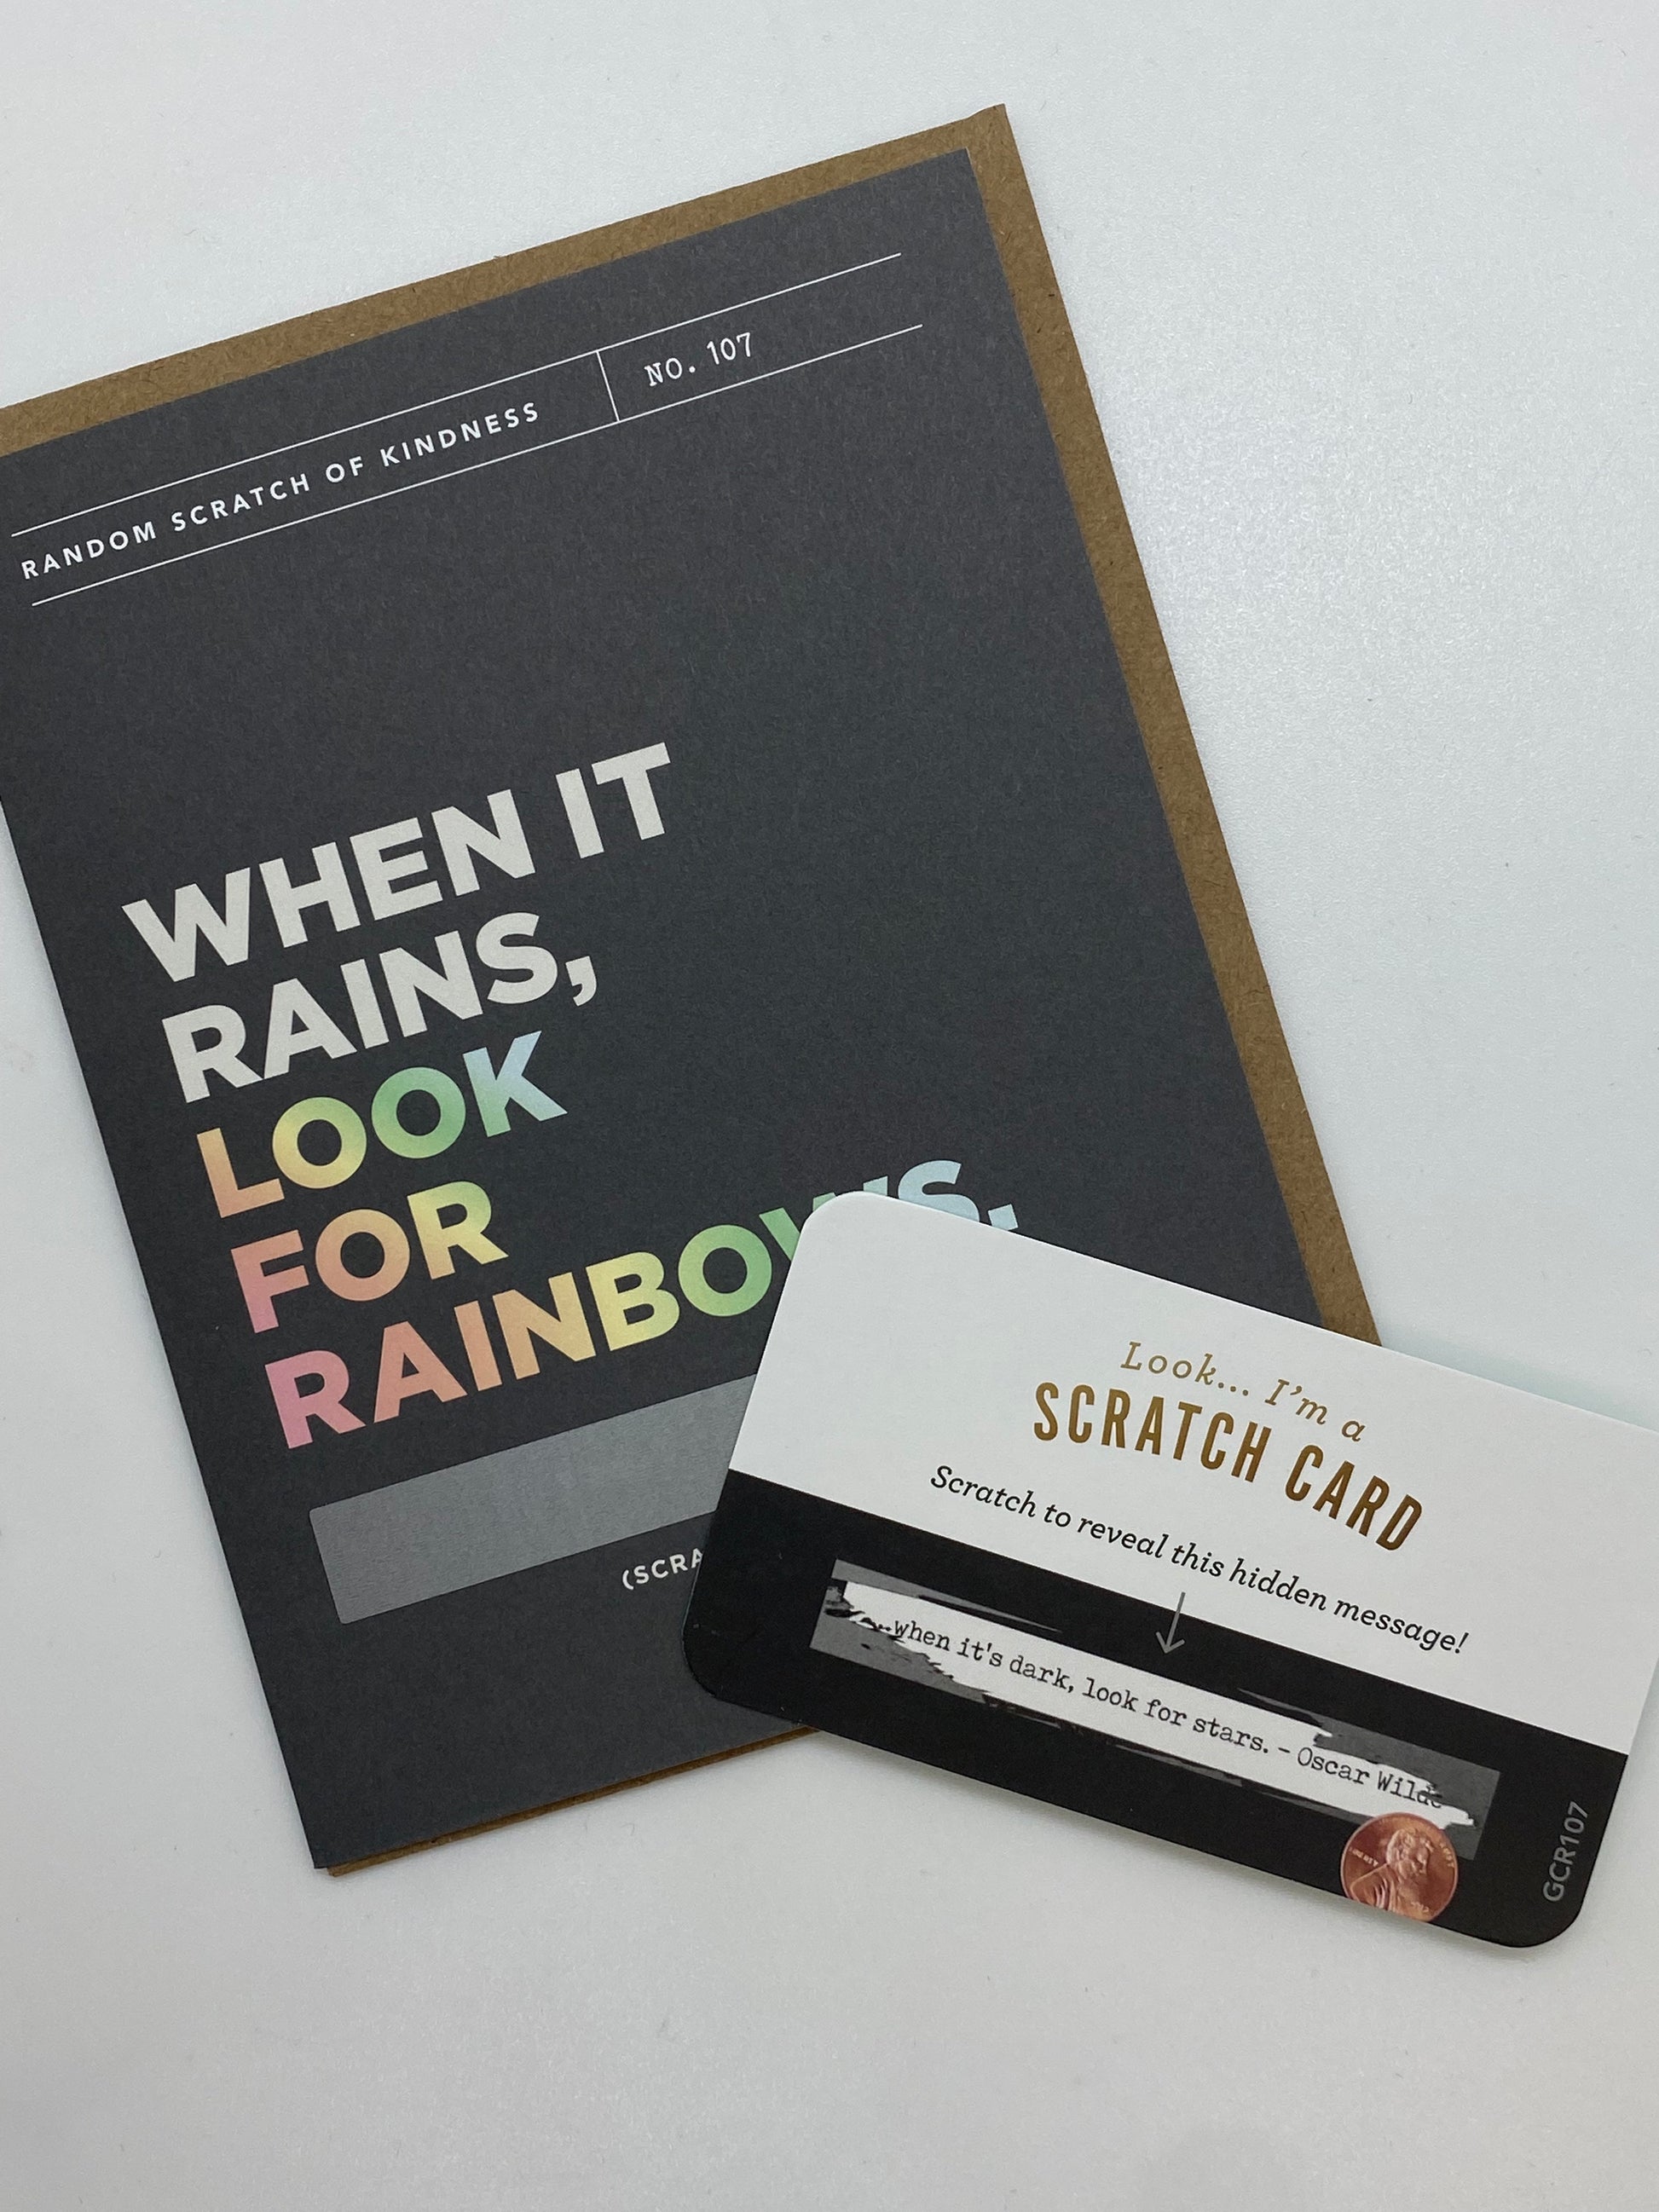 RANDOM SCRATCH OF KINDNESS NO. 107
WHEN IT
RAINS,
LOOK
FOR
RAINBOWS.
(SCRA
Look... I'm a
SCRATCH CARD
Scratch to reveal this hidden message!
...when it's dark, look for stars. - Oscar Wilde
GCR107